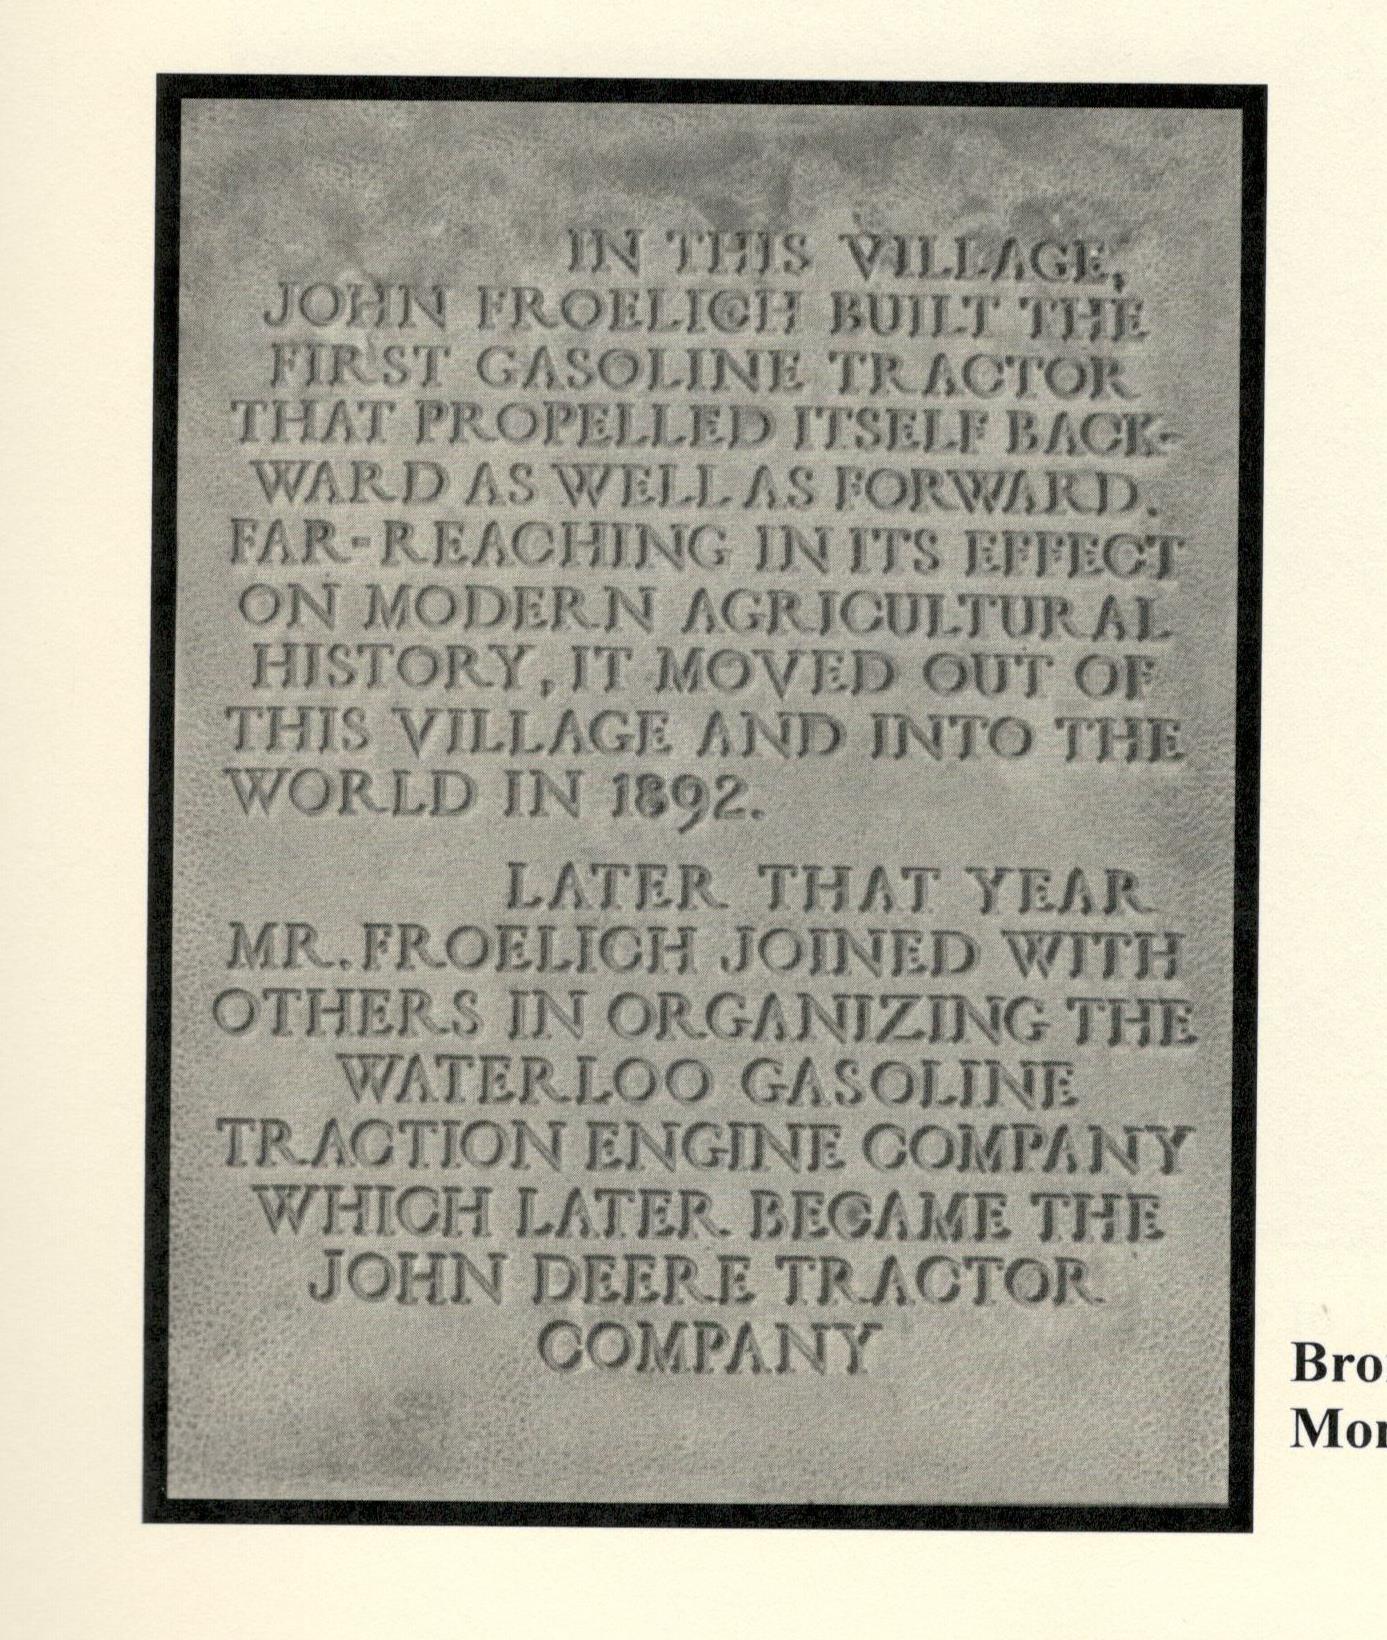 IN THIS VILLAGE,
JOHN FROELICH BUILT THE
FIRST GASOLINE TRACTOR
THAT PROPELLED ITSELF BACK-
WARD AS WELL AS FORWARD.
FAR-REACHING IN ITS EFFECT
ON MODERN AGRICULTURAL
HISTORY, IT MOVED OUT OF
THIS VILLAGE AND INTO THE
WORLD IN 1892.
LATER THAT YEAR
MR. FROELICH JOINED WITH
OTHERS IN ORGANIZING THE
WATERLOO GASOLINE
TRACTION ENGINE COMPANY
WHICH LATER BECAME THE
JOHN DEERE TRACTOR
COMPANY